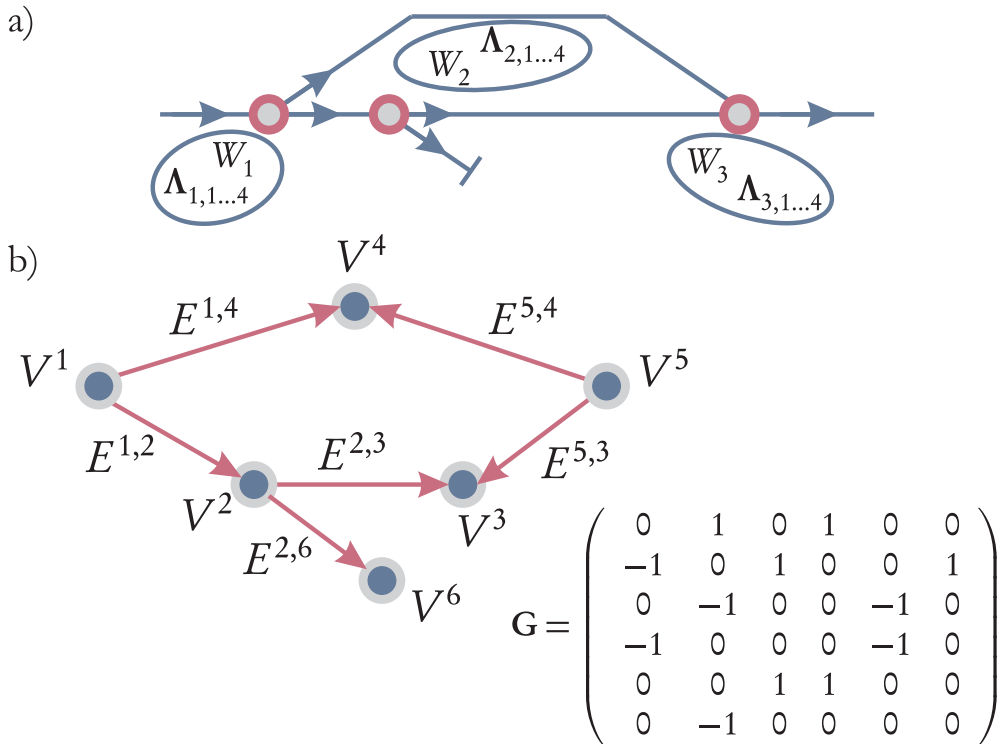 a)
W₂ Λ₂,₁...₄
W₁
Λ₁,₁...₄
W₃
Λ₃,₁...₄
b)
V⁴
E¹,⁴ E⁵,⁴
V¹ V⁵
E¹,² E²,³ E⁵,³
V² V³
E²,⁶
V⁶
G =
0 1 0 1 0 0
−1 0 1 0 0 1
0 −1 0 0 −1 0
−1 0 0 0 −1 0
0 0 1 1 0 0
0 −1 0 0 0 0